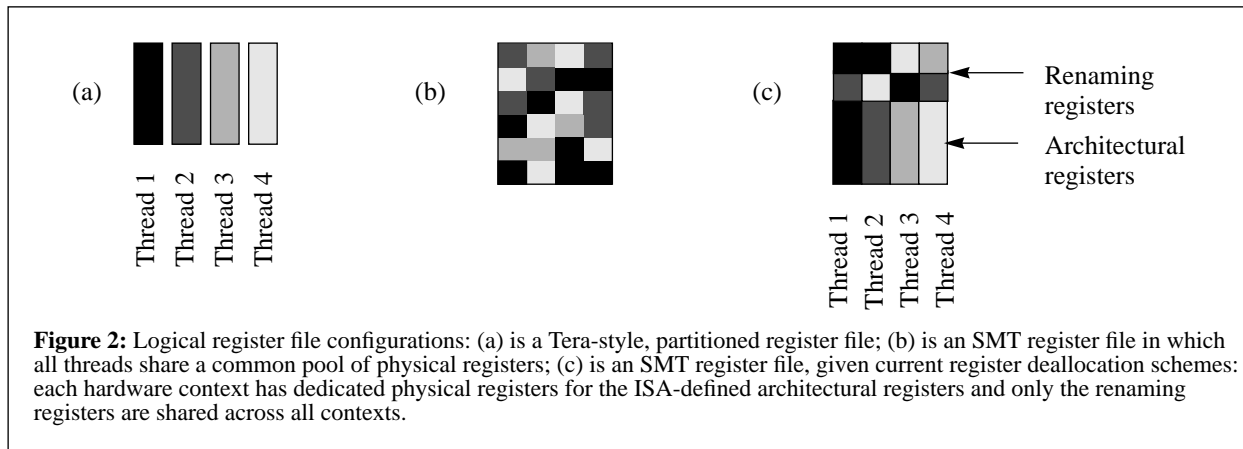 (a)
Thread 1
Thread 2
Thread 3
Thread 4
(b)
(c)
Renaming
registers
Architectural
registers
Thread 1
Thread 2
Thread 3
Thread 4
Figure 2: Logical register file configurations: (a) is a Tera-style, partitioned register file; (b) is an SMT register file in which
all threads share a common pool of physical registers; (c) is an SMT register file, given current register deallocation schemes:
each hardware context has dedicated physical registers for the ISA-defined architectural registers and only the renaming
registers are shared across all contexts.